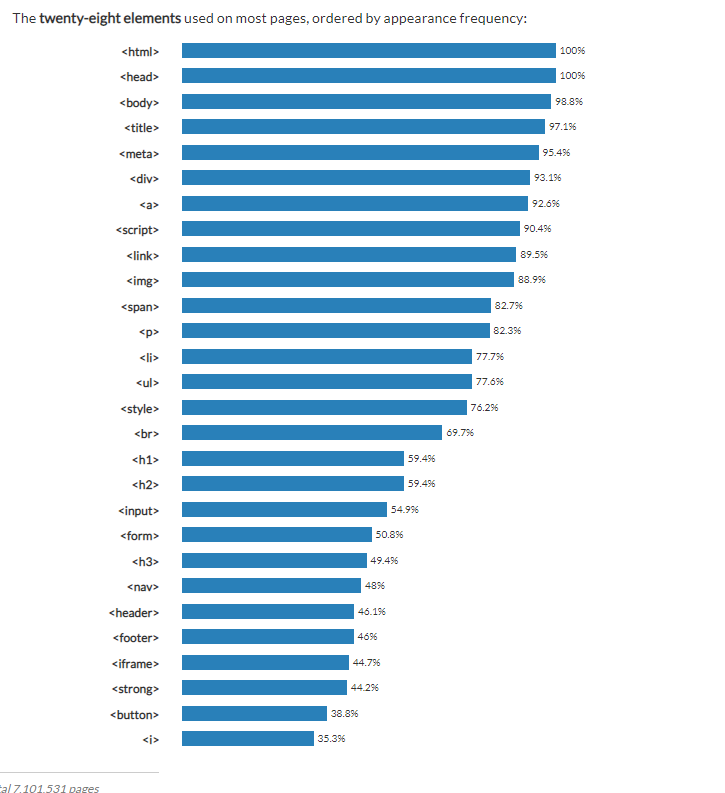 The twenty-eight elements used on most pages, ordered by appearance frequency:
<html> 100%
<head> 100%
<body> 98.8%
<title> 97.1%
<meta> 95.4%
<div> 93.1%
<a> 92.6%
<script> 90.4%
<link> 89.5%
<img> 88.9%
<span> 82.7%
<p> 82.3%
<li> 77.7%
<ul> 77.6%
<style> 76.2%
<br> 69.7%
<h1> 59.4%
<h2> 59.4%
<input> 54.9%
<form> 50.8%
<h3> 49.4%
<nav> 48%
<header> 46.1%
<footer> 46%
<iframe> 44.7%
<strong> 44.2%
<button> 38.8%
<i> 35.3%
7,101,531 pages